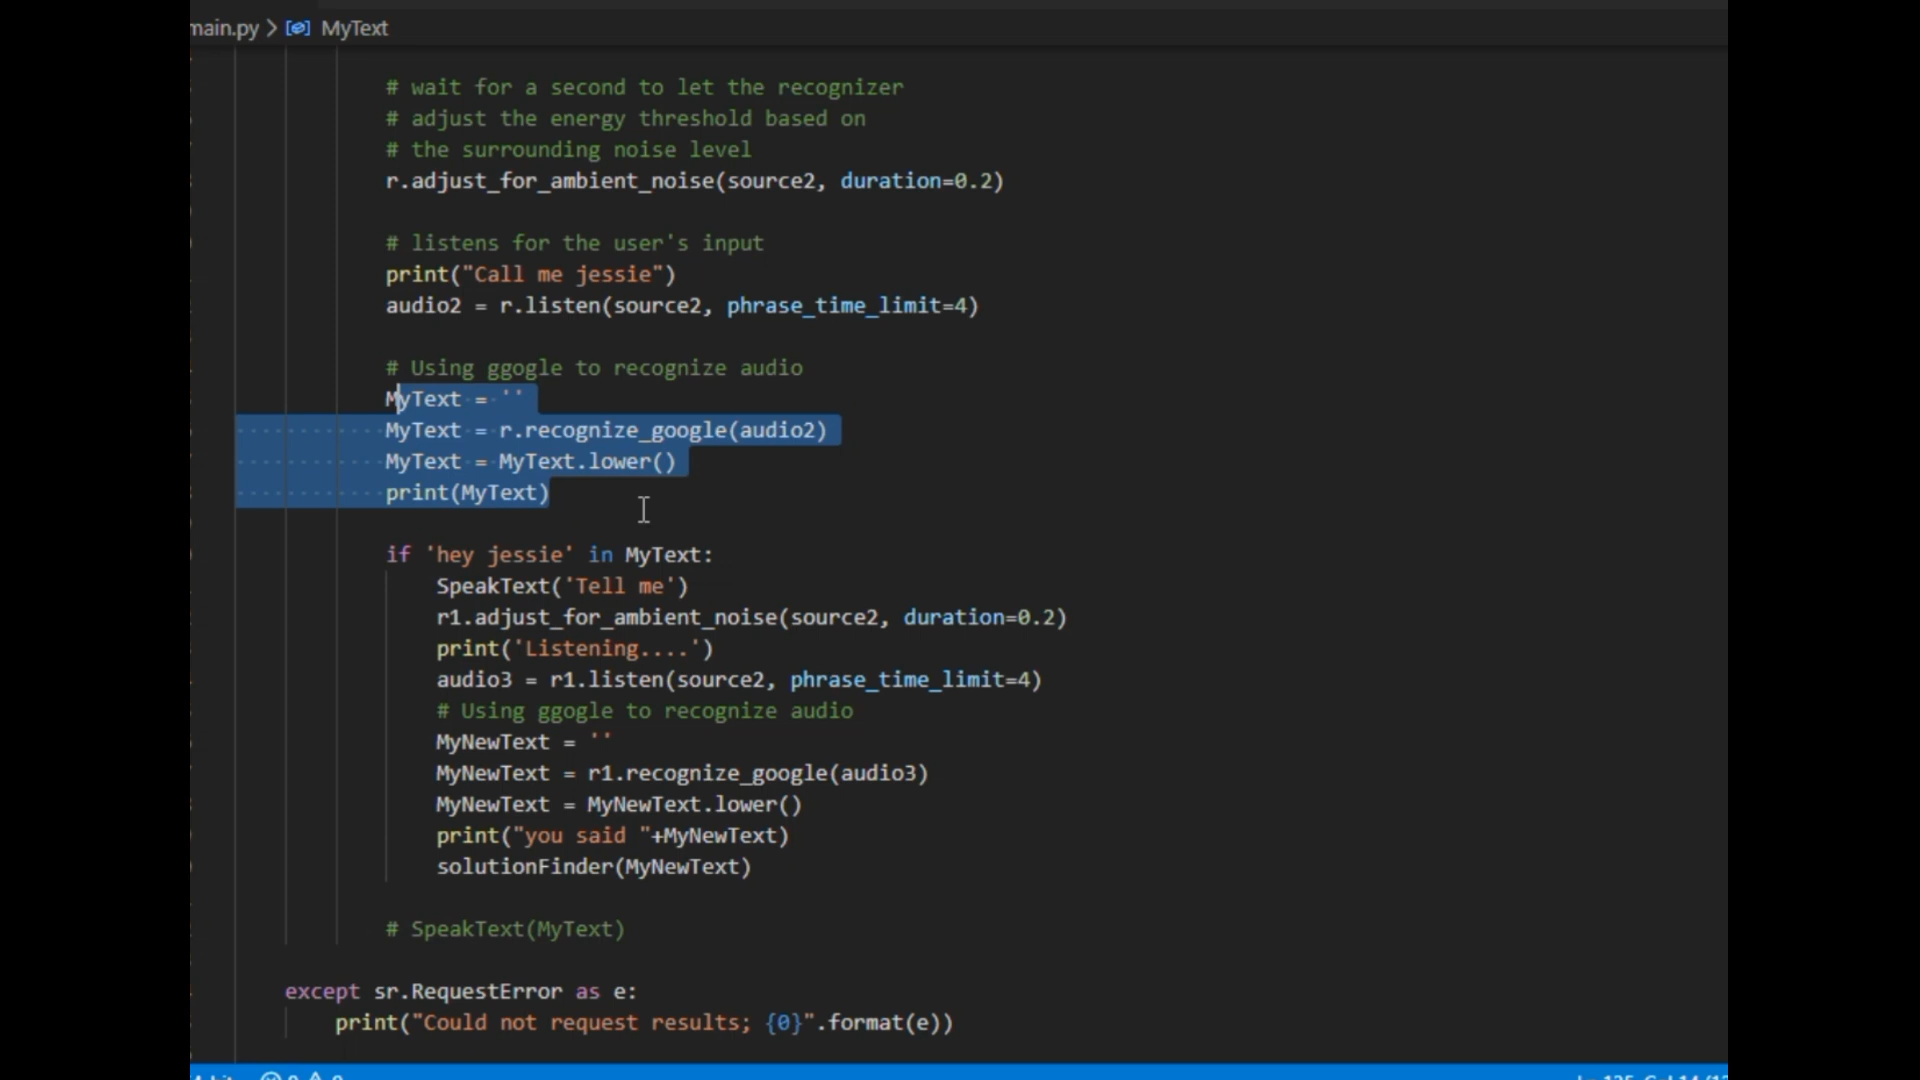 main.py > MyText
# wait for a second to let the recognizer
# adjust the energy threshold based on
# the surrounding noise level
r.adjust_for_ambient_noise(source2, duration=0.2)
# listens for the user's input
print("Call me jessie")
audio2 = r.listen(source2, phrase_time_limit=4)
# Using ggogle to recognize audio
MyText = ''
MyText = r.recognize_google(audio2)
MyText = MyText.lower()
print(MyText)
if 'hey jessie' in MyText:
SpeakText('Tell me')
r1.adjust_for_ambient_noise(source2, duration=0.2)
print('Listening....')
audio3 = r1.listen(source2, phrase_time_limit=4)
# Using ggogle to recognize audio
MyNewText = ''
MyNewText = r1.recognize_google(audio3)
MyNewText = MyNewText.lower()
print("you said "+MyNewText)
solutionFinder(MyNewText)
# SpeakText(MyText)
except sr.RequestError as e:
print("Could not request results; {0}".format(e))